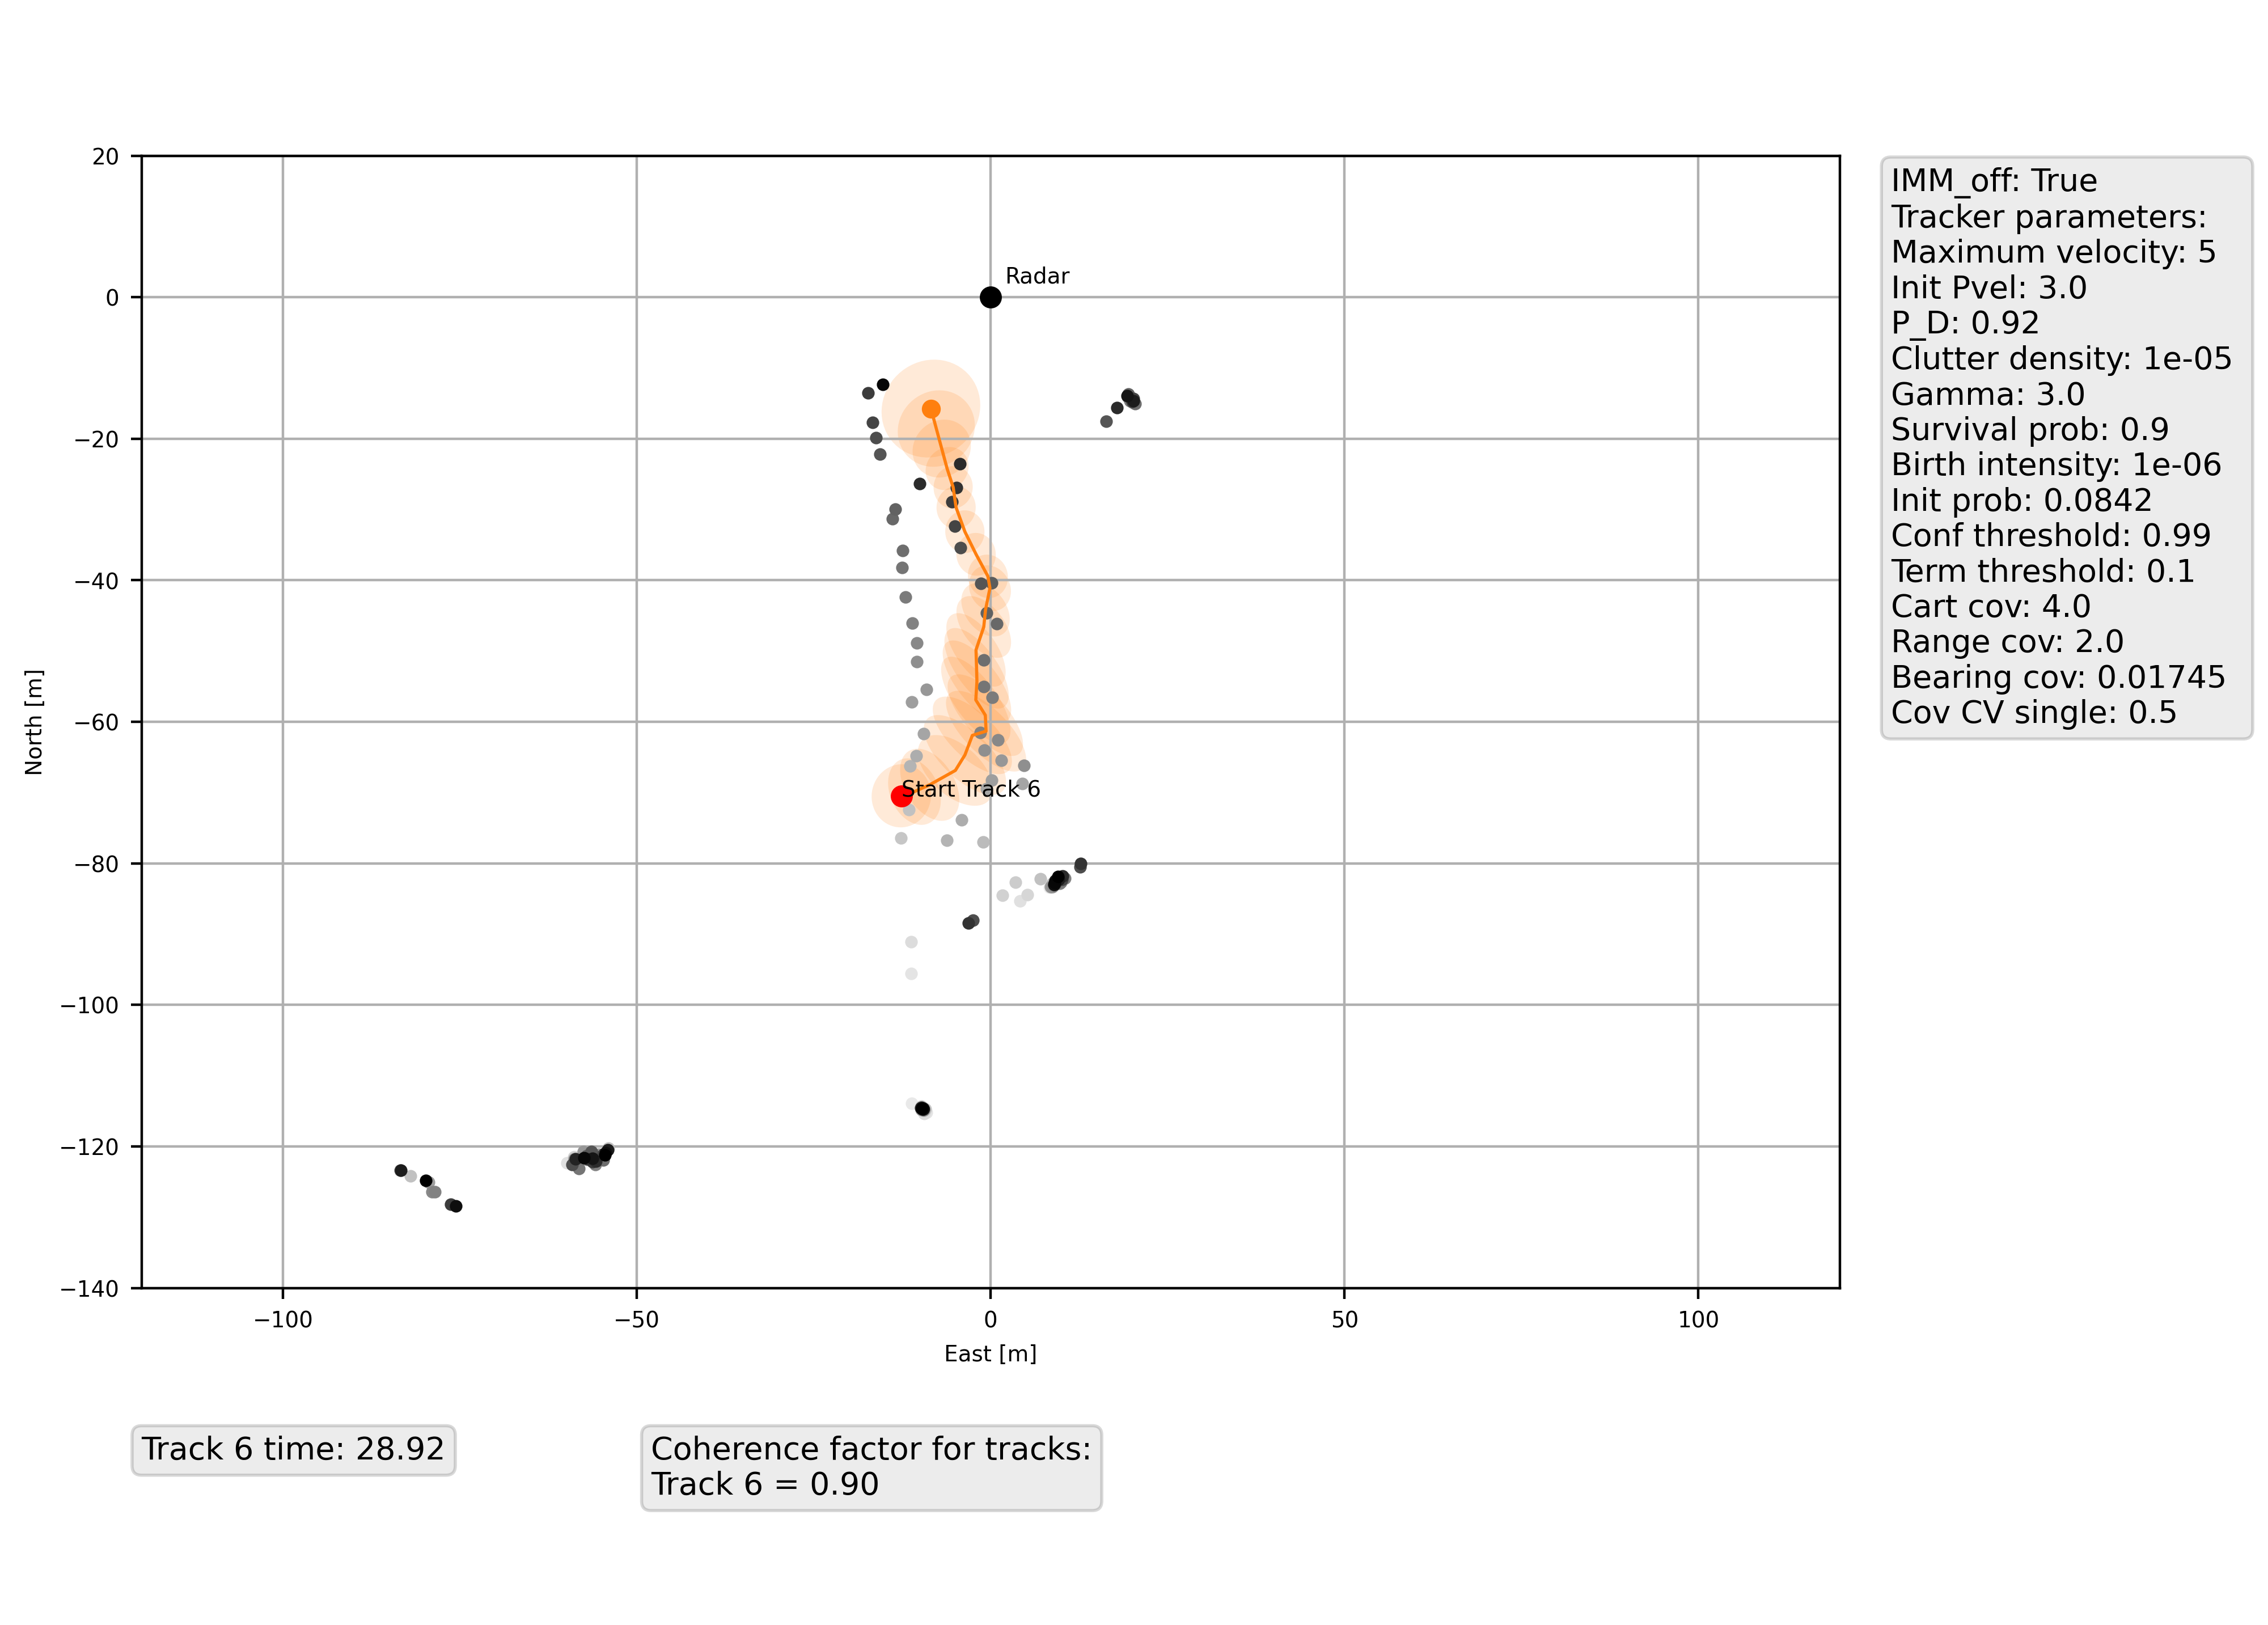 20
0
−20
−40
−60
−80
−100
−120
−140
North [m]
Radar
Start Track 6
−100
−50
0
50
100
East [m]
IMM_off: True
Tracker parameters:
Maximum velocity: 5
Init Pvel: 3.0
P_D: 0.92
Clutter density: 1e-05
Gamma: 3.0
Survival prob: 0.9
Birth intensity: 1e-06
Init prob: 0.0842
Conf threshold: 0.99
Term threshold: 0.1
Cart cov: 4.0
Range cov: 2.0
Bearing cov: 0.01745
Cov CV single: 0.5
Track 6 time: 28.92
Coherence factor for tracks:
Track 6 = 0.90